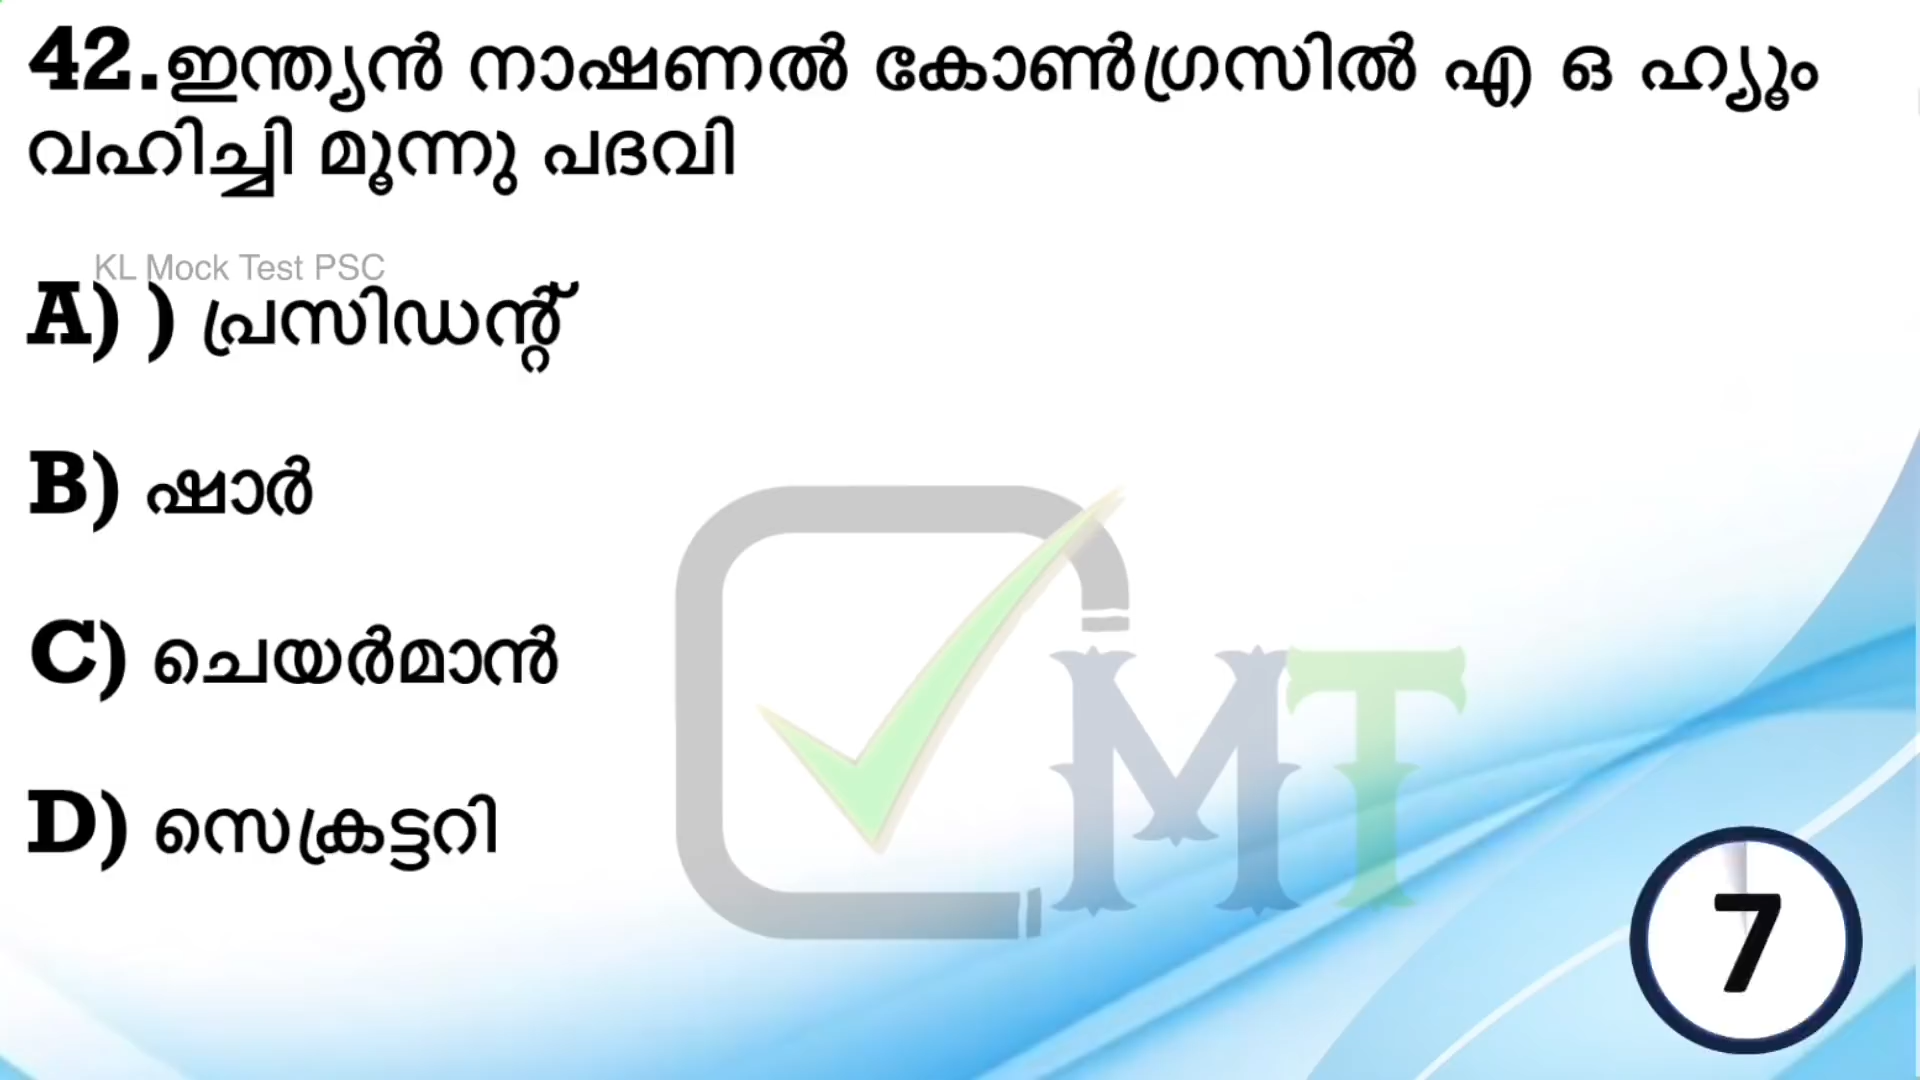 42.ഇന്ത്യൻ നാഷണൽ കോൺഗ്രസിൽ എ ഒ ഹ്യൂം
വഹിച്ചി മൂന്നു പദവി
KL Mock Test PSC
A) ) പ്രസിഡന്റ്
B) ഷാർ
C) ചെയർമാൻ
D) സെക്രട്ടറി
MT
7